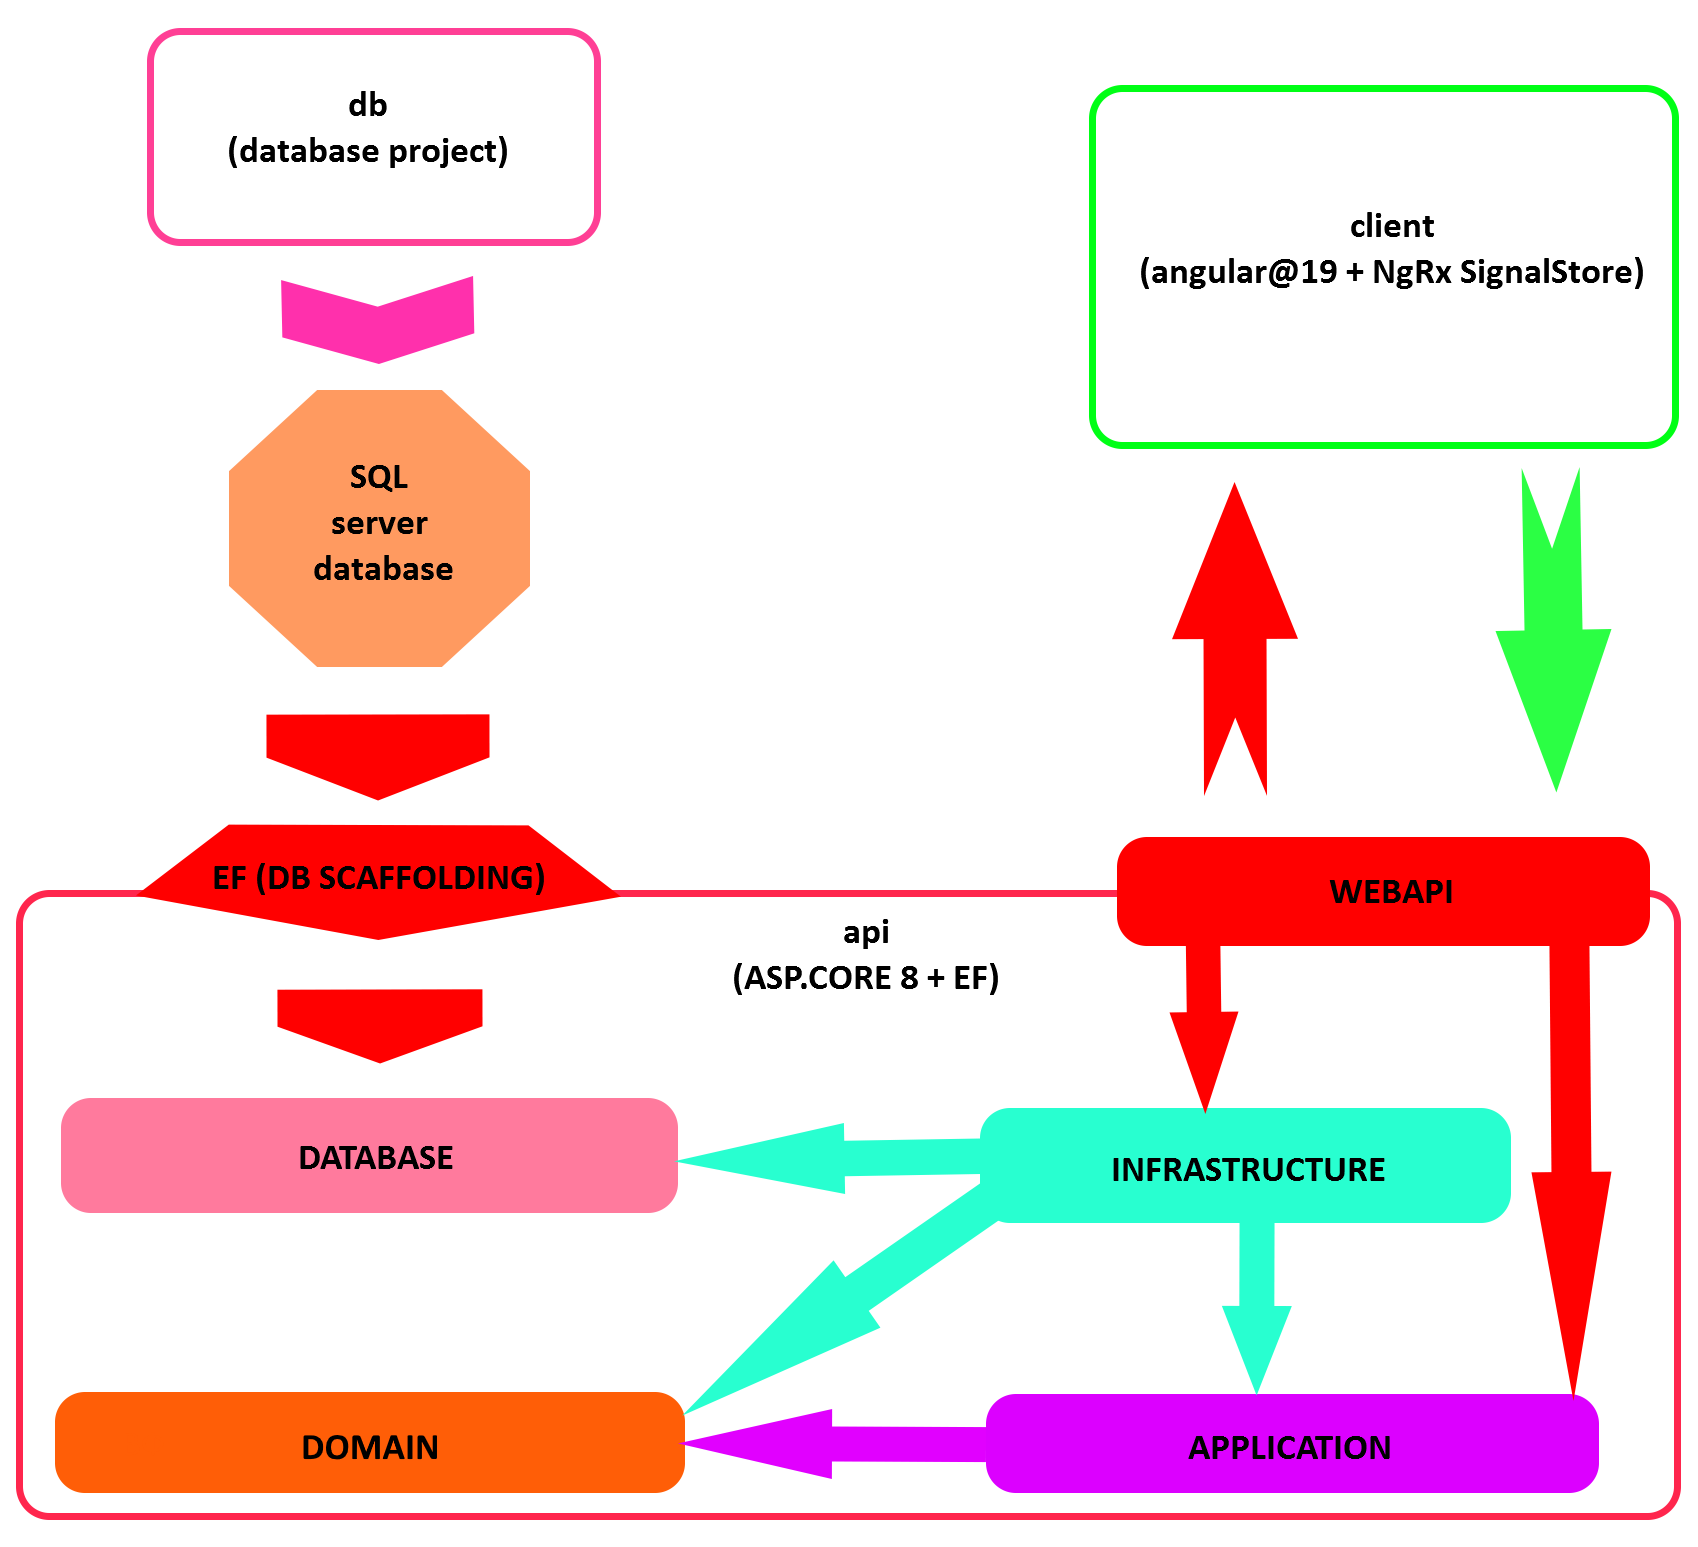 db
(database project)
client
(angular@19 + NgRx SignalStore)
SQL
server
database
EF (DB SCAFFOLDING)
WEBAPI
api
(ASP.CORE 8 + EF)
DATABASE
INFRASTRUCTURE
DOMAIN
APPLICATION